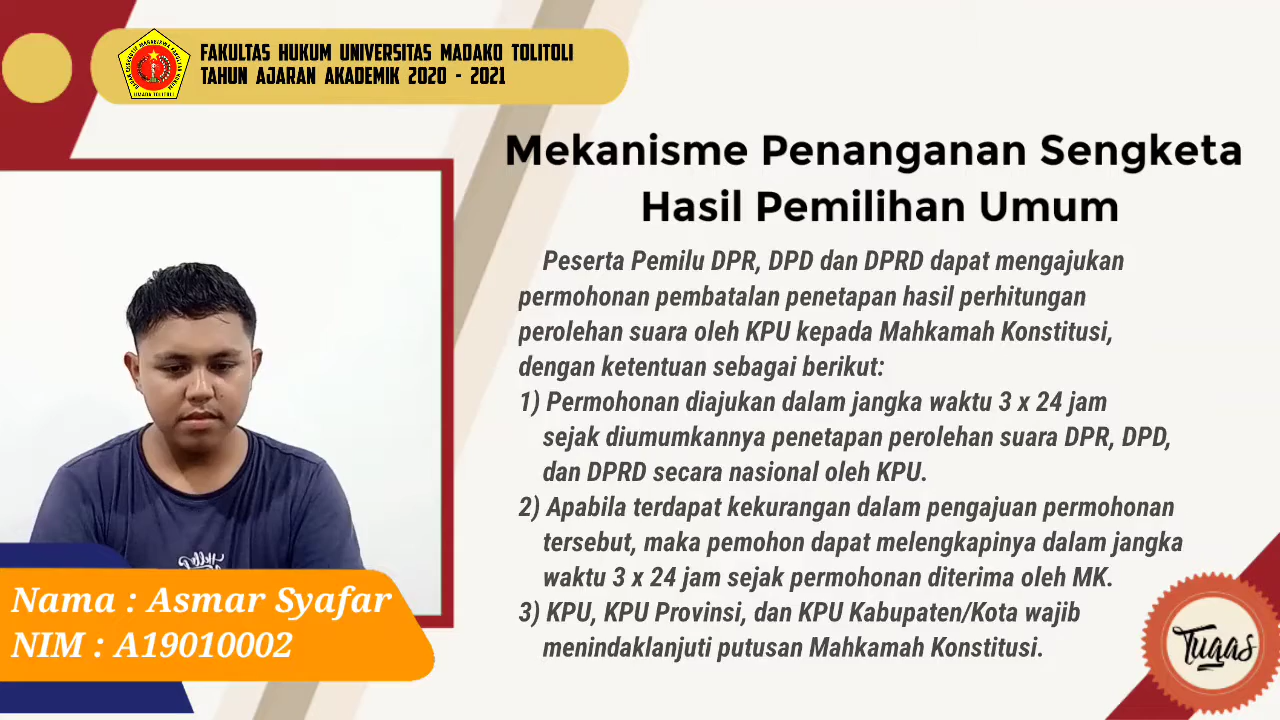 FAKULTAS HUKUM UNIVERSITAS MADAKO TOLITOLI
TAHUN AJARAN AKADEMIK 2020 - 2021
UMADA TOLITOLI
Mekanisme Penanganan Sengketa
Hasil Pemilihan Umum
Peserta Pemilu DPR, DPD dan DPRD dapat mengajukan
permohonan pembatalan penetapan hasil perhitungan
perolehan suara oleh KPU kepada Mahkamah Konstitusi,
dengan ketentuan sebagai berikut:
1) Permohonan diajukan dalam jangka waktu 3 x 24 jam
sejak diumumkannya penetapan perolehan suara DPR, DPD,
dan DPRD secara nasional oleh KPU.
2) Apabila terdapat kekurangan dalam pengajuan permohonan
tersebut, maka pemohon dapat melengkapinya dalam jangka
waktu 3 x 24 jam sejak permohonan diterima oleh MK.
3) KPU, KPU Provinsi, dan KPU Kabupaten/Kota wajib
menindaklanjuti putusan Mahkamah Konstitusi.
Nama : Asmar Syafar
NIM : A19010002
Tugas